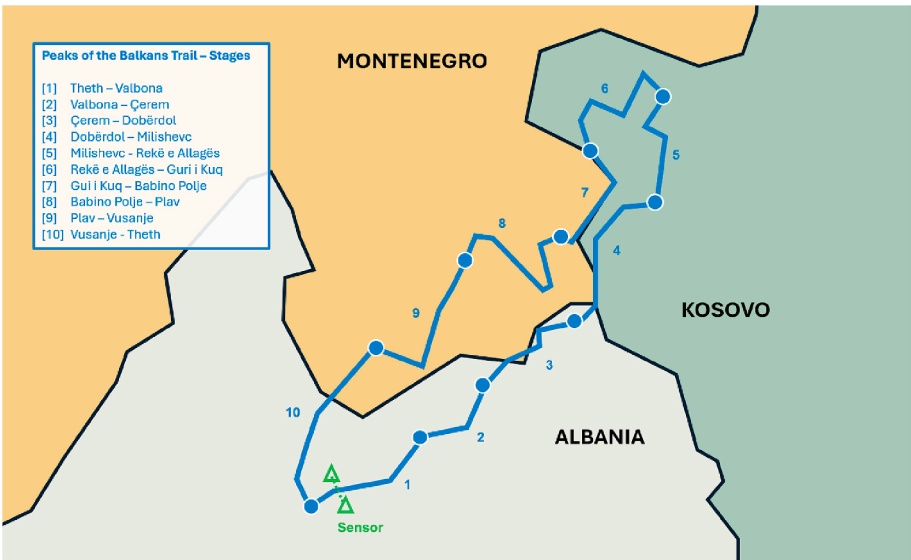 MONTENEGRO
Peaks of the Balkans Trail – Stages
[1] Theth – Valbona
[2] Valbona – Çerem
[3] Çerem – Dobërdol
[4] Dobërdol – Milishevc
[5] Milishevc - Rekë e Allagës
[6] Rekë e Allagës – Guri i Kuq
[7] Gui i Kuq – Babino Polje
[8] Babino Polje – Plav
[9] Plav – Vusanje
[10] Vusanje - Theth
6
5
7
8
4
9
KOSOVO
3
10
2
ALBANIA
1
Sensor